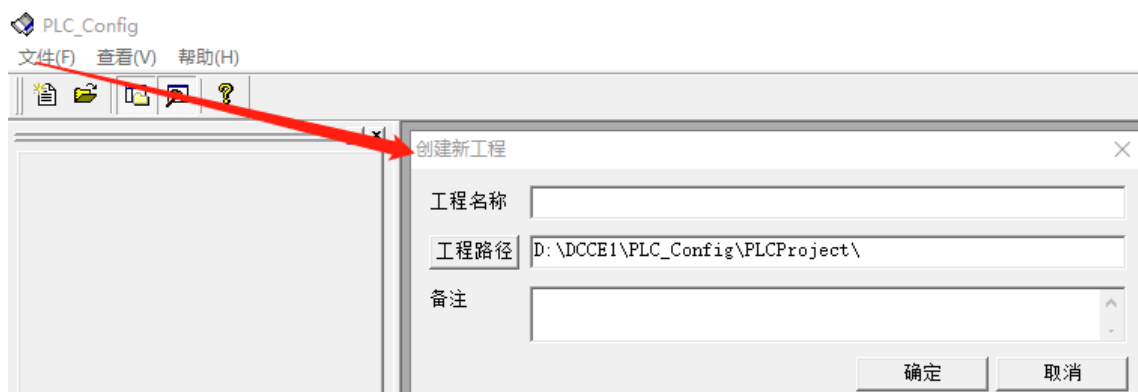 PLC_Config
文件(F) 查看(V) 帮助(H)
创建新工程
工程名称
工程路径 D:\DCCE1\PLC_Config\PLCProject\
备注
确定 取消